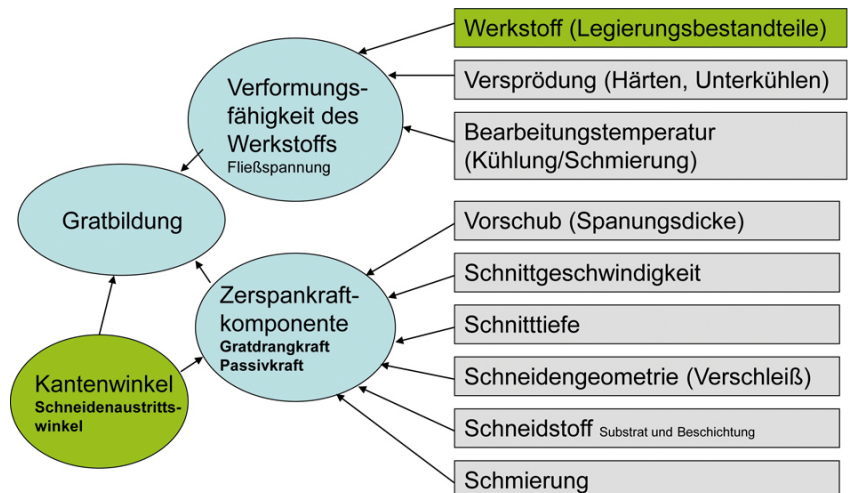 Werkstoff (Legierungsbestandteile)
Verformungs-
fähigkeit des
Werkstoffs
Fließspannung
Versprödung (Härten, Unterkühlen)
Bearbeitungstemperatur
(Kühlung/Schmierung)
Gratbildung
Vorschub (Spanungsdicke)
Schnittgeschwindigkeit
Zerspankraft-
komponente
Gratdrangkraft
Passivkraft
Schnitttiefe
Kantenwinkel
Schneidenaustritts-
winkel
Schneidengeometrie (Verschleiß)
Schneidstoff Substrat und Beschichtung
Schmierung